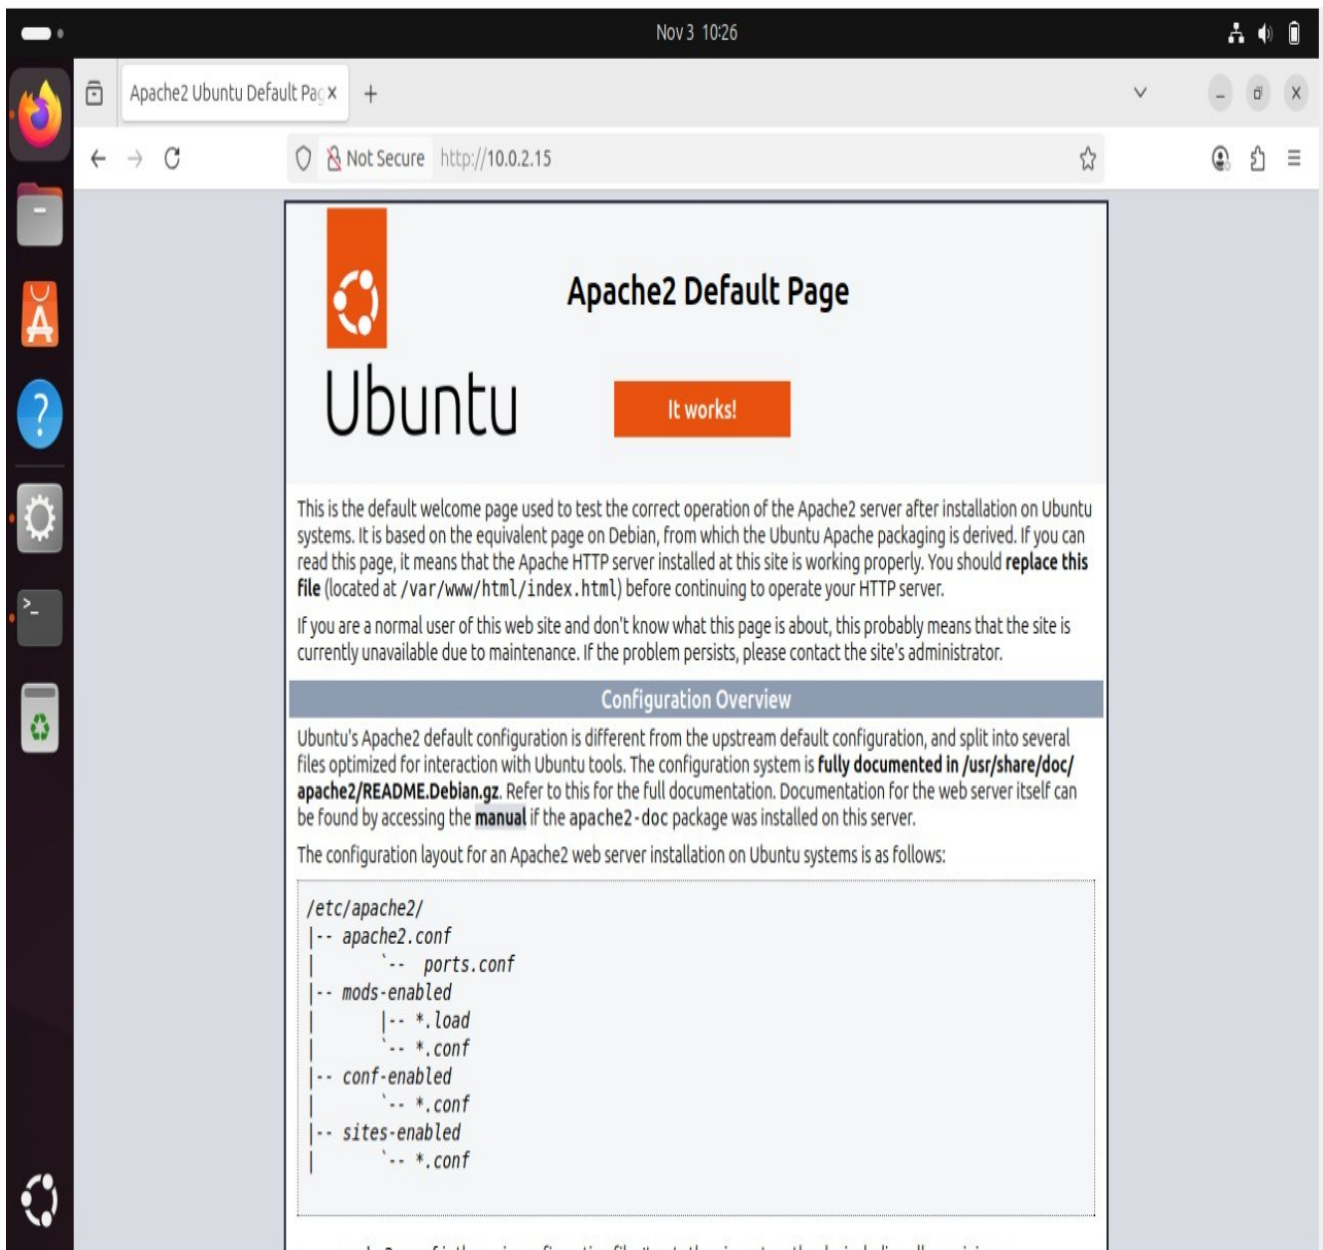 Nov 3 10:26
Apache2 Ubuntu Default Pag
Not Secure http://10.0.2.15
Apache2 Default Page
Ubuntu
It works!
This is the default welcome page used to test the correct operation of the Apache2 server after installation on Ubuntu
systems. It is based on the equivalent page on Debian, from which the Ubuntu Apache packaging is derived. If you can
read this page, it means that the Apache HTTP server installed at this site is working properly. You should replace this
file (located at /var/www/html/index.html) before continuing to operate your HTTP server.
If you are a normal user of this web site and don't know what this page is about, this probably means that the site is
currently unavailable due to maintenance. If the problem persists, please contact the site's administrator.
Configuration Overview
Ubuntu's Apache2 default configuration is different from the upstream default configuration, and split into several
files optimized for interaction with Ubuntu tools. The configuration system is fully documented in /usr/share/doc/
apache2/README.Debian.gz. Refer to this for the full documentation. Documentation for the web server itself can
be found by accessing the manual if the apache2-doc package was installed on this server.
The configuration layout for an Apache2 web server installation on Ubuntu systems is as follows:
/etc/apache2/
|-- apache2.conf
|       `--  ports.conf
|-- mods-enabled
|       |-- *.load
|       `-- *.conf
|-- conf-enabled
|       `-- *.conf
|-- sites-enabled
|       `-- *.conf